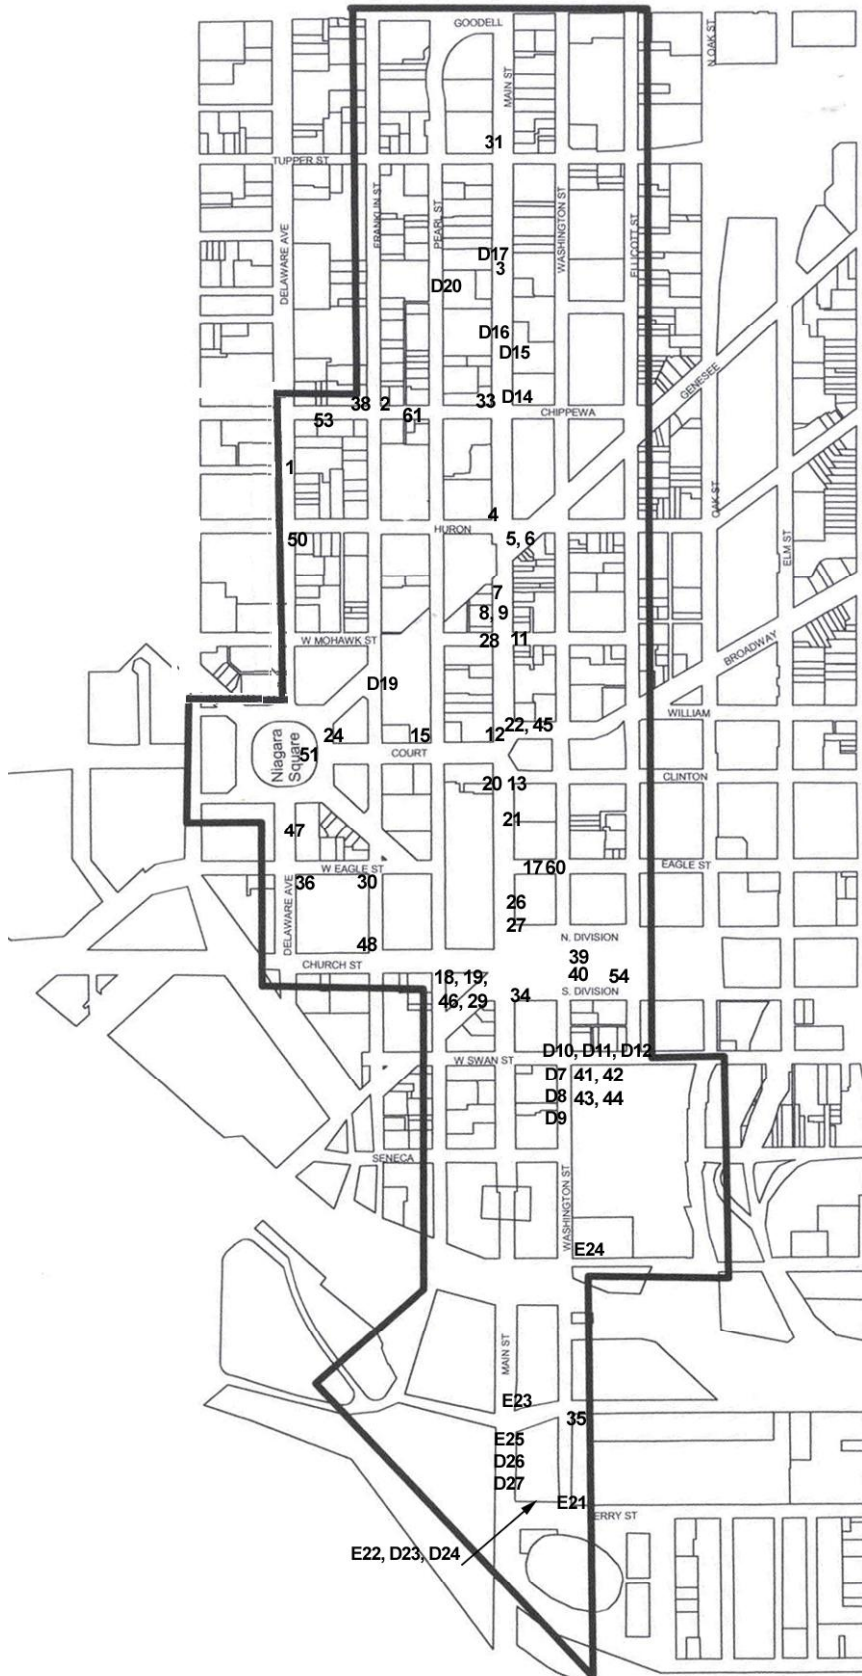 GOODELL
N OAK ST
MAIN ST
31
TUPPER ST
FRANKLIN ST
PEARL ST
WASHINGTON ST
ELLICOTT ST
DELAWARE AVE
D17
3
D20
D16
D15
GENESEE
38 2
33 D14
53
61
CHIPPEWA
1
OAK ST
4
HURON
50
5, 6
ELM ST
7
8, 9
W MOHAWK ST
28 11
BROADWAY
D19
WILLIAM
22, 45
24
15
12
Niagara
Square
51
COURT
CLINTON
20 13
21
47
W EAGLE ST
17 60
EAGLE ST
36
30
26
27
DELAWARE AVE
N. DIVISION
48
39
CHURCH ST
18, 19,
40 54
46, 29
34
S. DIVISION
D10, D11, D12
W SWAN ST
D7 41, 42
D8 43, 44
D9
SENECA
WASHINGTON ST
E24
MAIN ST
E23
35
E25
D26
D27
E21
ERRY ST
E22, D23, D24